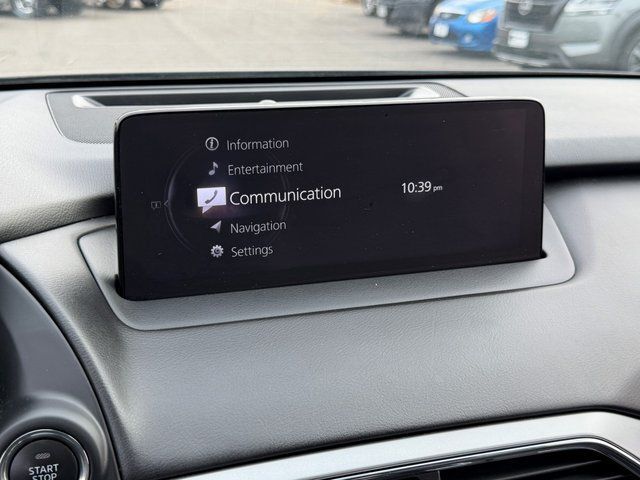 Information
Entertainment
Communication
10:39 pm
Navigation
Settings
START
STOP